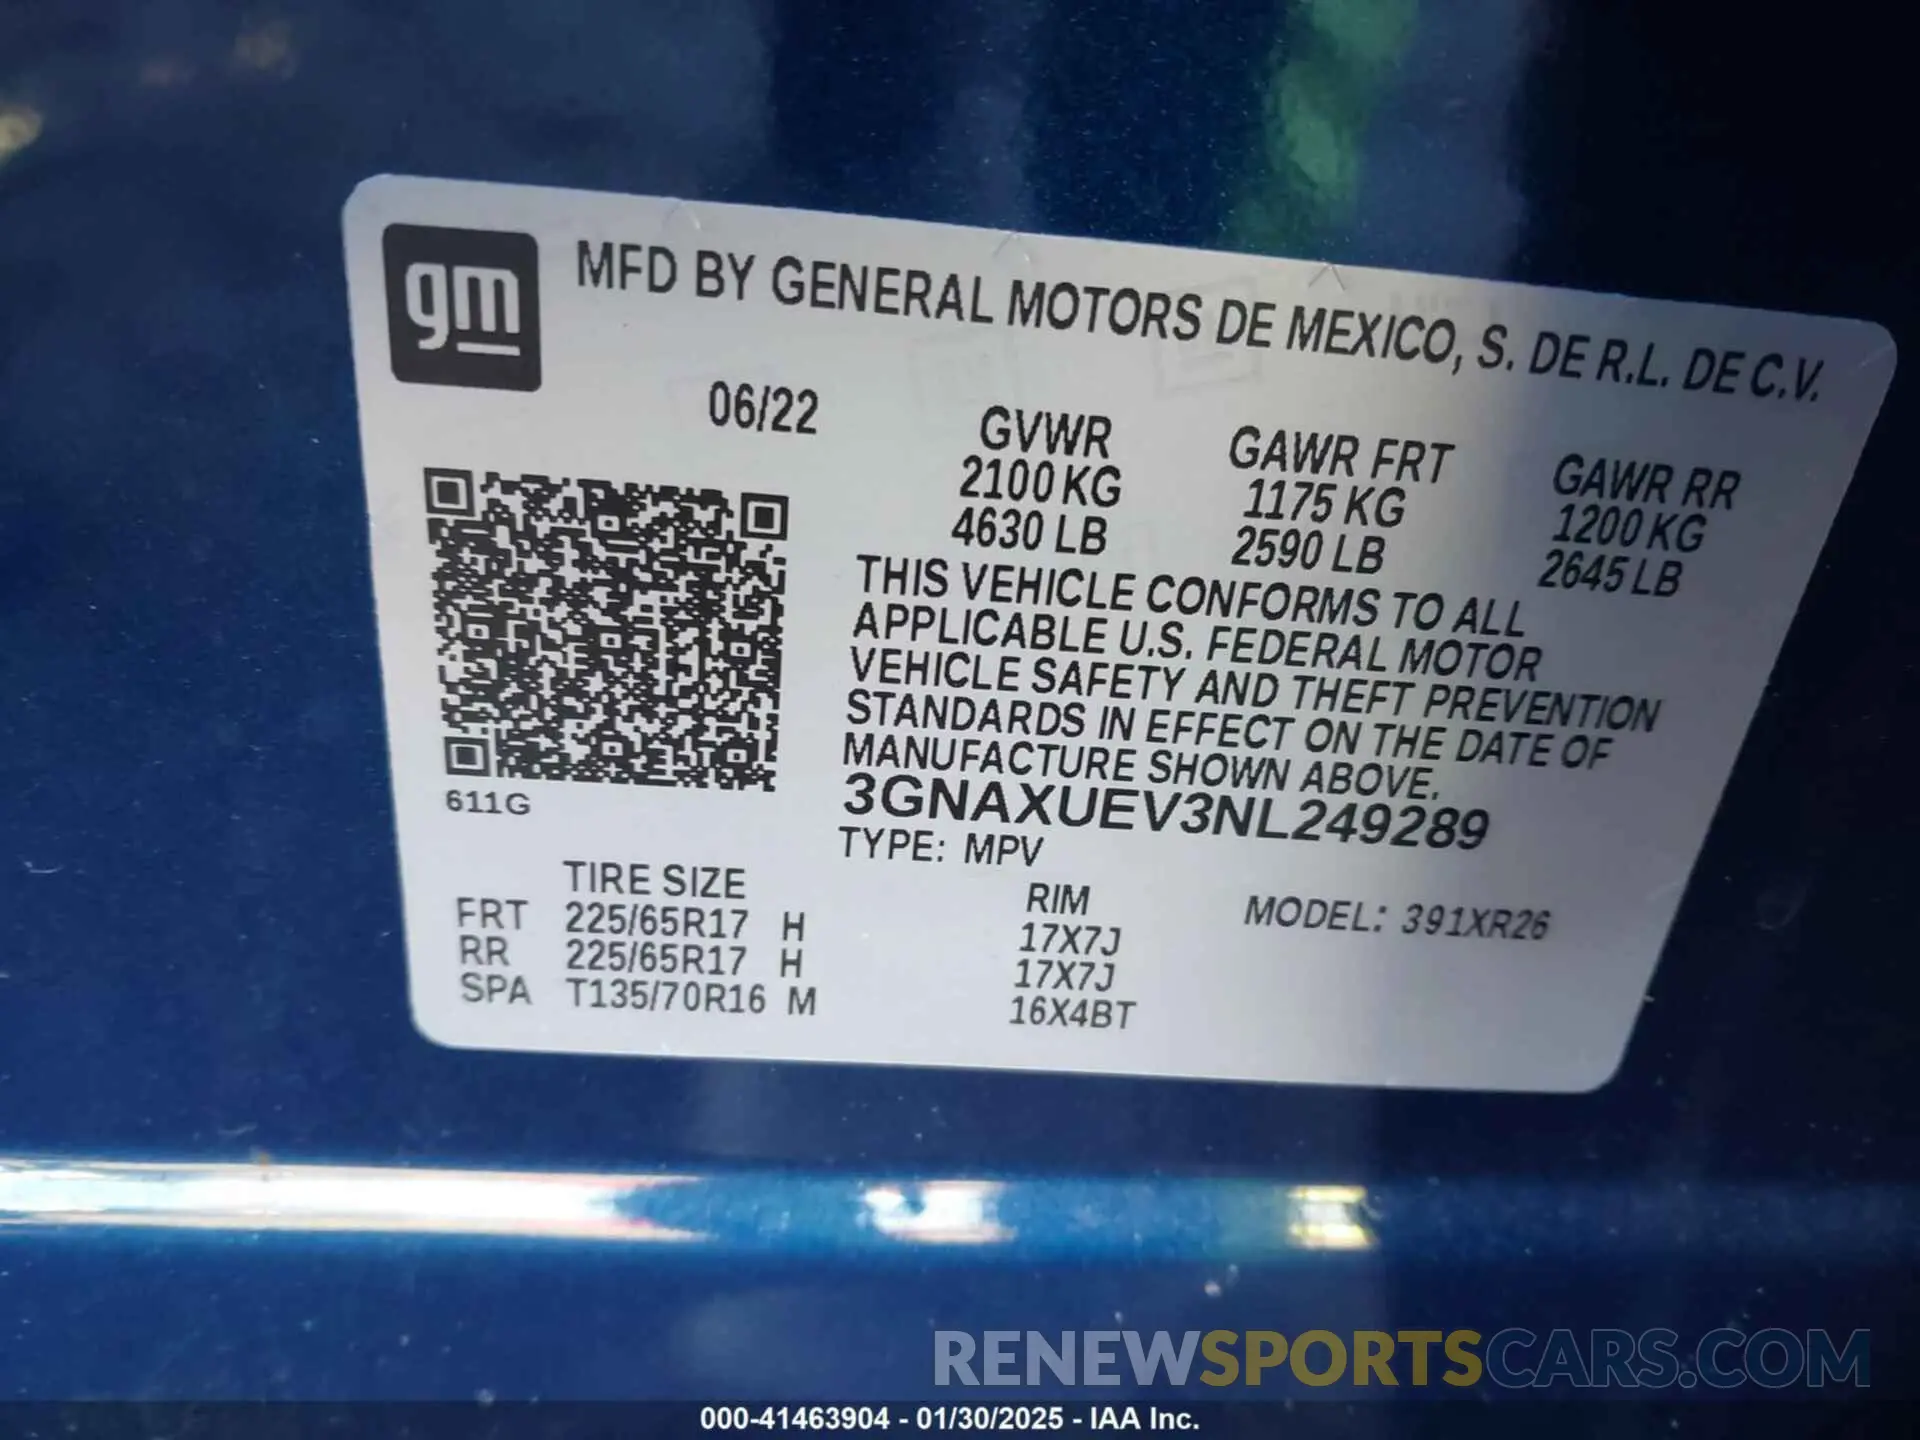 gm
MFD BY GENERAL MOTORS DE MEXICO, S. DE R.L. DE C.V.
06/22
GVWR
2100 KG
4630 LB
GAWR FRT
1175 KG
2590 LB
GAWR RR
1200 KG
2645 LB
THIS VEHICLE CONFORMS TO ALL
APPLICABLE U.S. FEDERAL MOTOR
VEHICLE SAFETY AND THEFT PREVENTION
STANDARDS IN EFFECT ON THE DATE OF
MANUFACTURE SHOWN ABOVE.
3GNAXUEV3NL249289
TYPE: MPV
611G
TIRE SIZE RIM MODEL: 391XR26
FRT 225/65R17 H 17X7J
RR 225/65R17 H 17X7J
SPA T135/70R16 M 16X4BT
RENEWSPORTSCARS.COM
000-41463904 - 01/30/2025 - IAA Inc.